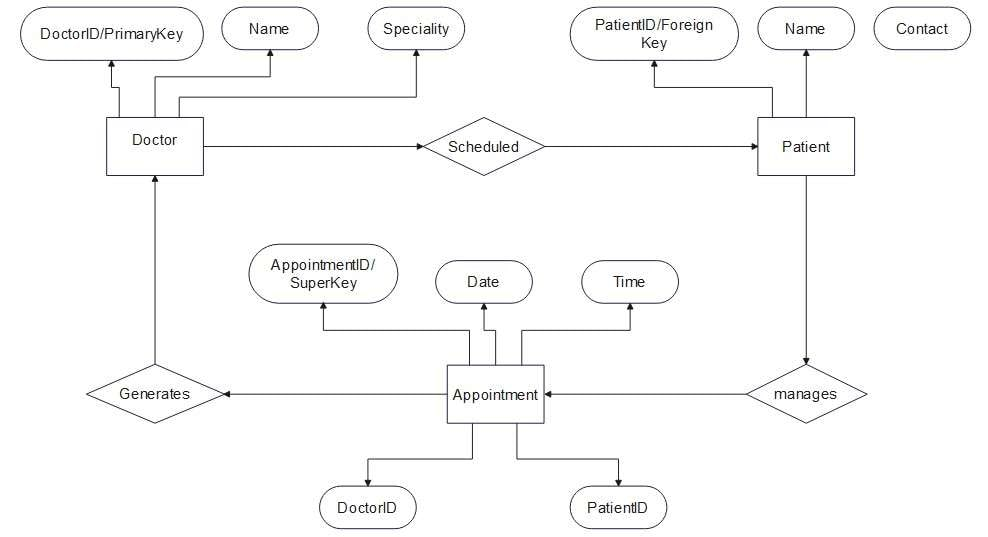 DoctorID/PrimaryKey
Name
Speciality
PatientID/Foreign
Key
Name
Contact
Doctor
Scheduled
Patient
AppointmentID/
SuperKey
Date
Time
Generates
Appointment
manages
DoctorID
PatientID